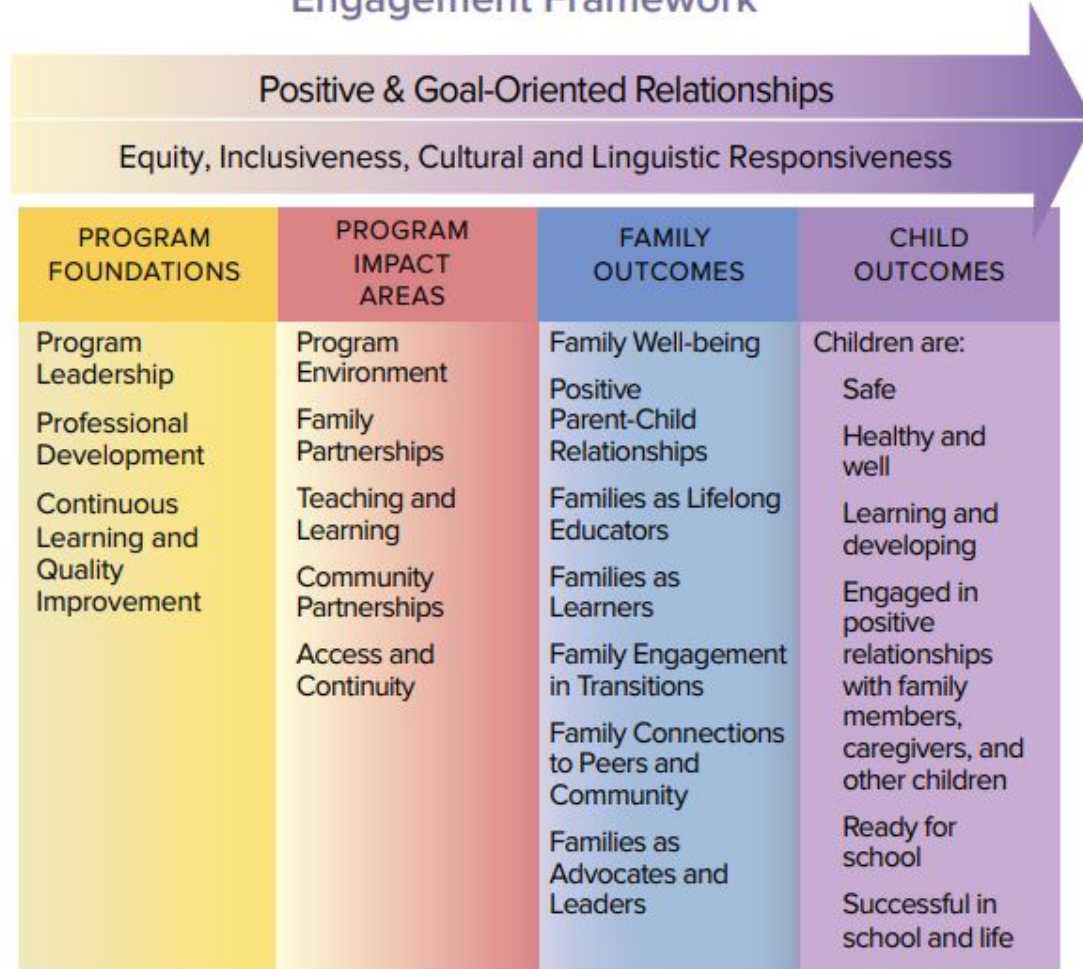 Engagement Framework
Positive & Goal-Oriented Relationships
Equity, Inclusiveness, Cultural and Linguistic Responsiveness
PROGRAM
FOUNDATIONS
Program
Leadership
Professional
Development
Continuous
Learning and
Quality
Improvement
PROGRAM
IMPACT
AREAS
Program
Environment
Family
Partnerships
Teaching and
Learning
Community
Partnerships
Access and
Continuity
FAMILY
OUTCOMES
Family Well-being
Positive
Parent-Child
Relationships
Families as Lifelong
Educators
Families as
Learners
Family Engagement
in Transitions
Family Connections
to Peers and
Community
Families as
Advocates and
Leaders
CHILD
OUTCOMES
Children are:
Safe
Healthy and
well
Learning and
developing
Engaged in
positive
relationships
with family
members,
caregivers, and
other children
Ready for
school
Successful in
school and life